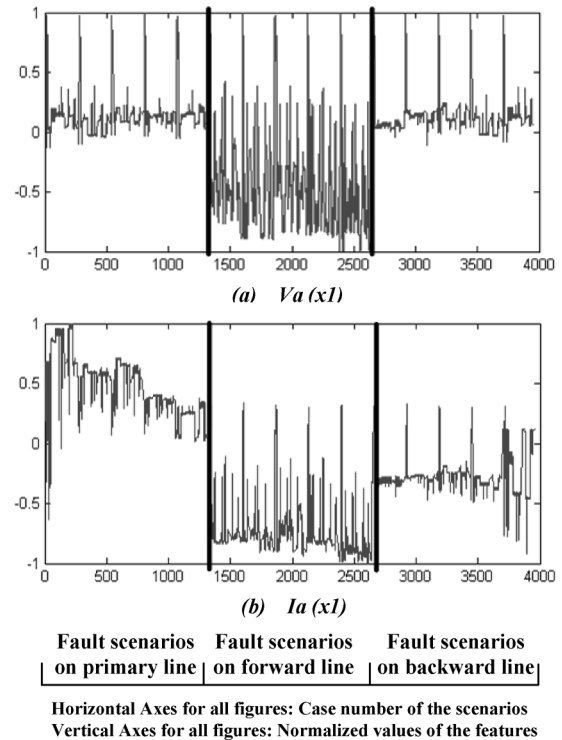 1
0.5
0
-0.5
-1
0 500 1000 1500 2000 2500 3000 3500 4000
(a) Va (x1)
1
0.5
0
-0.5
-1
0 500 1000 1500 2000 2500 3000 3500 4000
(b) Ia (x1)
Fault scenarios on primary line
Fault scenarios on forward line
Fault scenarios on backward line
Horizontal Axes for all figures: Case number of the scenarios
Vertical Axes for all figures: Normalized values of the features